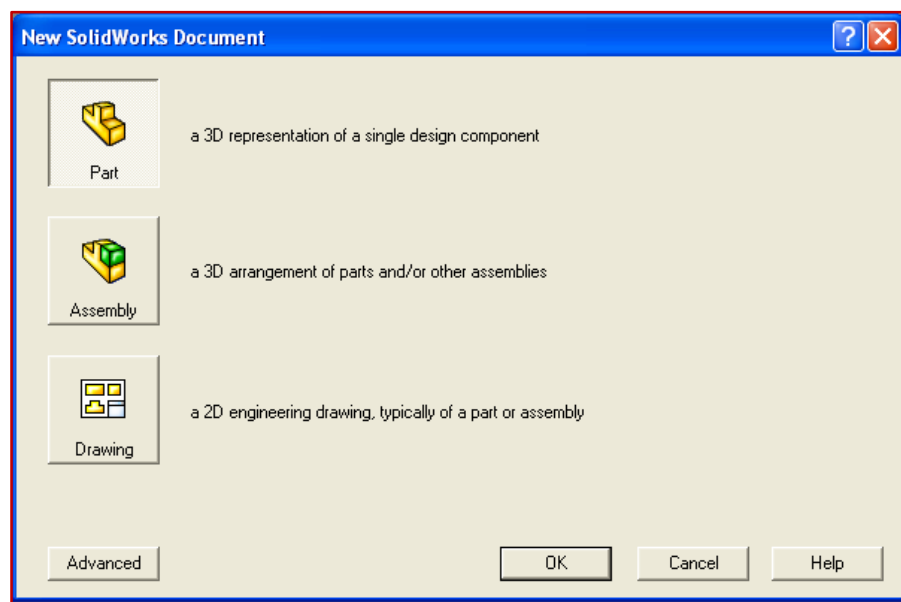 New SolidWorks Document
a 3D representation of a single design component
Part
a 3D arrangement of parts and/or other assemblies
Assembly
a 2D engineering drawing, typically of a part or assembly
Drawing
Advanced OK Cancel Help